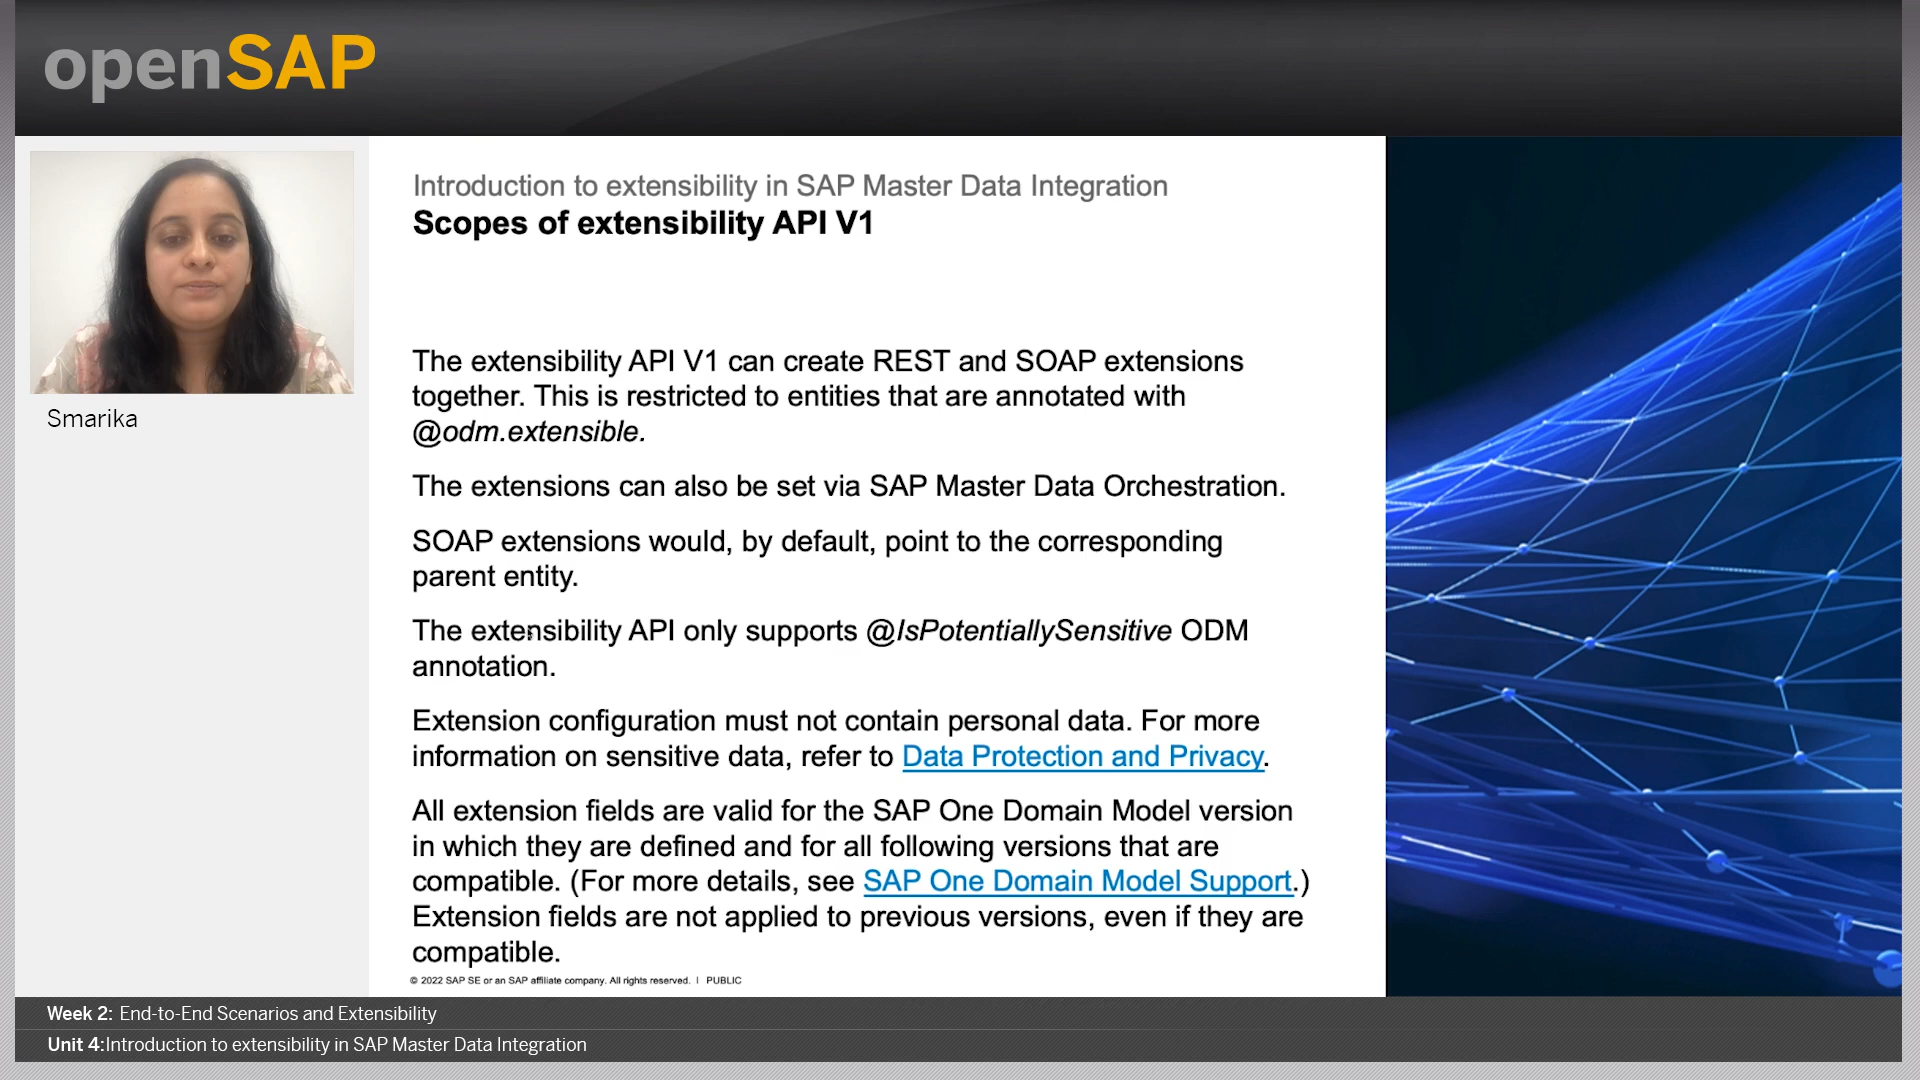 openSAP
Smarika
Introduction to extensibility in SAP Master Data Integration
Scopes of extensibility API V1
The extensibility API V1 can create REST and SOAP extensions
together. This is restricted to entities that are annotated with
@odm.extensible.
The extensions can also be set via SAP Master Data Orchestration.
SOAP extensions would, by default, point to the corresponding
parent entity.
The extensibility API only supports @IsPotentiallySensitive ODM
annotation.
Extension configuration must not contain personal data. For more
information on sensitive data, refer to Data Protection and Privacy.
All extension fields are valid for the SAP One Domain Model version
in which they are defined and for all following versions that are
compatible. (For more details, see SAP One Domain Model Support.)
Extension fields are not applied to previous versions, even if they are
compatible.
© 2022 SAP SE or an SAP affiliate company. All rights reserved. | PUBLIC
Week 2: End-to-End Scenarios and Extensibility
Unit 4:Introduction to extensibility in SAP Master Data Integration